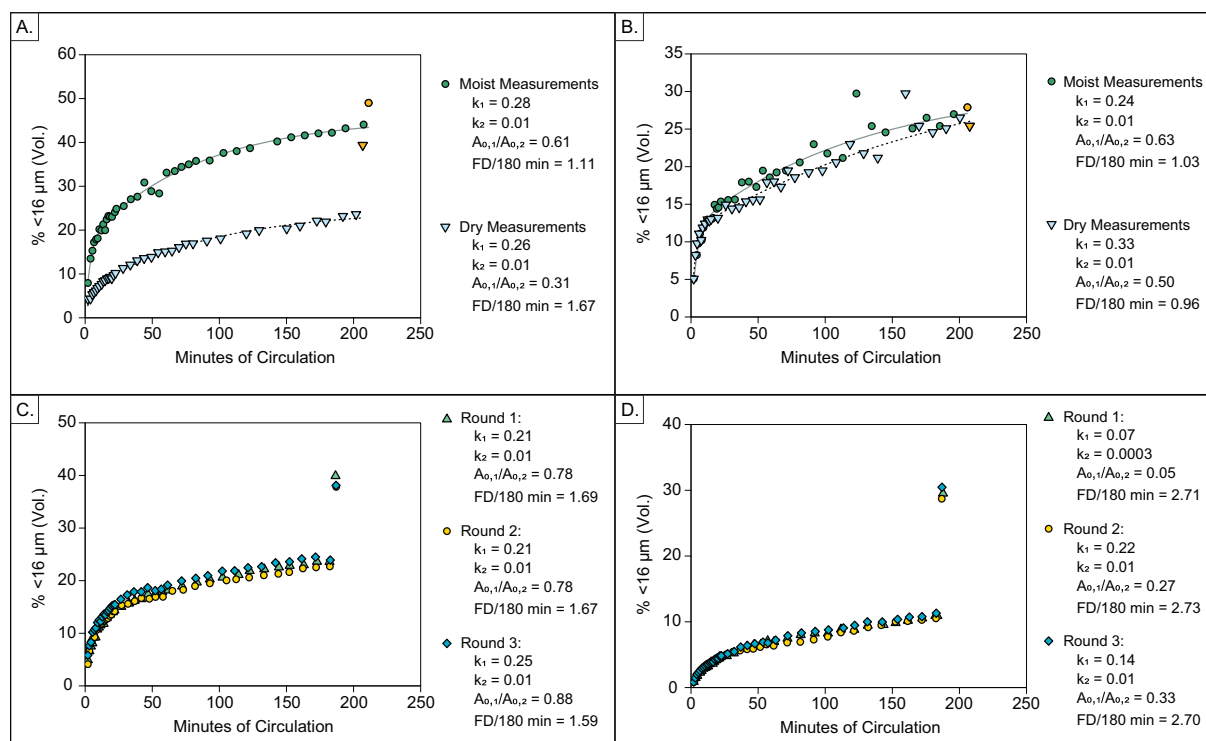 A.
60
50
40
30
20
10
0
% <16 µm (Vol.)
0 50 100 150 200 250
Minutes of Circulation
Moist Measurements
k₁ = 0.28
k₂ = 0.01
A₀,₁/A₀,₂ = 0.61
FD/180 min = 1.11
Dry Measurements
k₁ = 0.26
k₂ = 0.01
A₀,₁/A₀,₂ = 0.31
FD/180 min = 1.67
B.
35
30
25
20
15
10
5
0
% <16 µm (Vol.)
0 50 100 150 200 250
Minutes of Circulation
Moist Measurements
k₁ = 0.24
k₂ = 0.01
A₀,₁/A₀,₂ = 0.63
FD/180 min = 1.03
Dry Measurements
k₁ = 0.33
k₂ = 0.01
A₀,₁/A₀,₂ = 0.50
FD/180 min = 0.96
C.
50
40
30
20
10
0
% <16 µm (Vol.)
0 50 100 150 200 250
Minutes of Circulation
Round 1:
k₁ = 0.21
k₂ = 0.01
A₀,₁/A₀,₂ = 0.78
FD/180 min = 1.69
Round 2:
k₁ = 0.21
k₂ = 0.01
A₀,₁/A₀,₂ = 0.78
FD/180 min = 1.67
Round 3:
k₁ = 0.25
k₂ = 0.01
A₀,₁/A₀,₂ = 0.88
FD/180 min = 1.59
D.
40
30
20
10
0
% <16 µm (Vol.)
0 50 100 150 200 250
Minutes of Circulation
Round 1:
k₁ = 0.07
k₂ = 0.0003
A₀,₁/A₀,₂ = 0.05
FD/180 min = 2.71
Round 2:
k₁ = 0.22
k₂ = 0.01
A₀,₁/A₀,₂ = 0.27
FD/180 min = 2.73
Round 3:
k₁ = 0.14
k₂ = 0.01
A₀,₁/A₀,₂ = 0.33
FD/180 min = 2.70